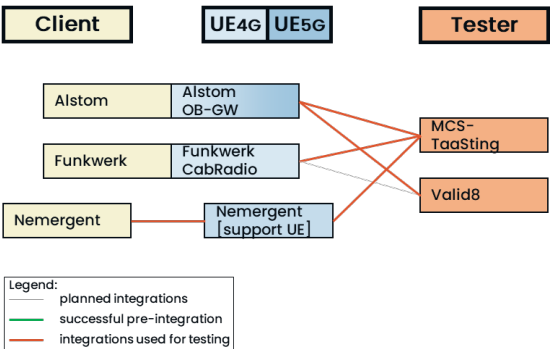 Client
UE4G UE5G
Tester
Alstom
Alstom
OB-GW
MCS-
TaaSting
Funkwerk
Funkwerk
CabRadio
Valid8
Nemergent
Nemergent
[support UE]
Legend:
planned integrations
successful pre-integration
integrations used for testing